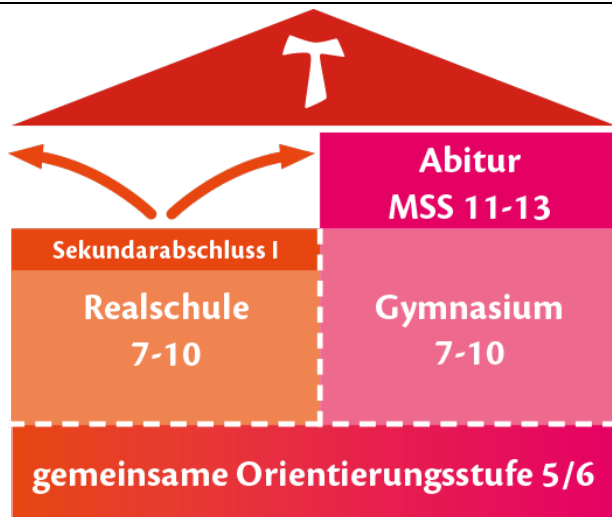 Abitur
MSS 11-13
Sekundarabschluss I
Realschule
7-10
Gymnasium
7-10
gemeinsame Orientierungsstufe 5/6